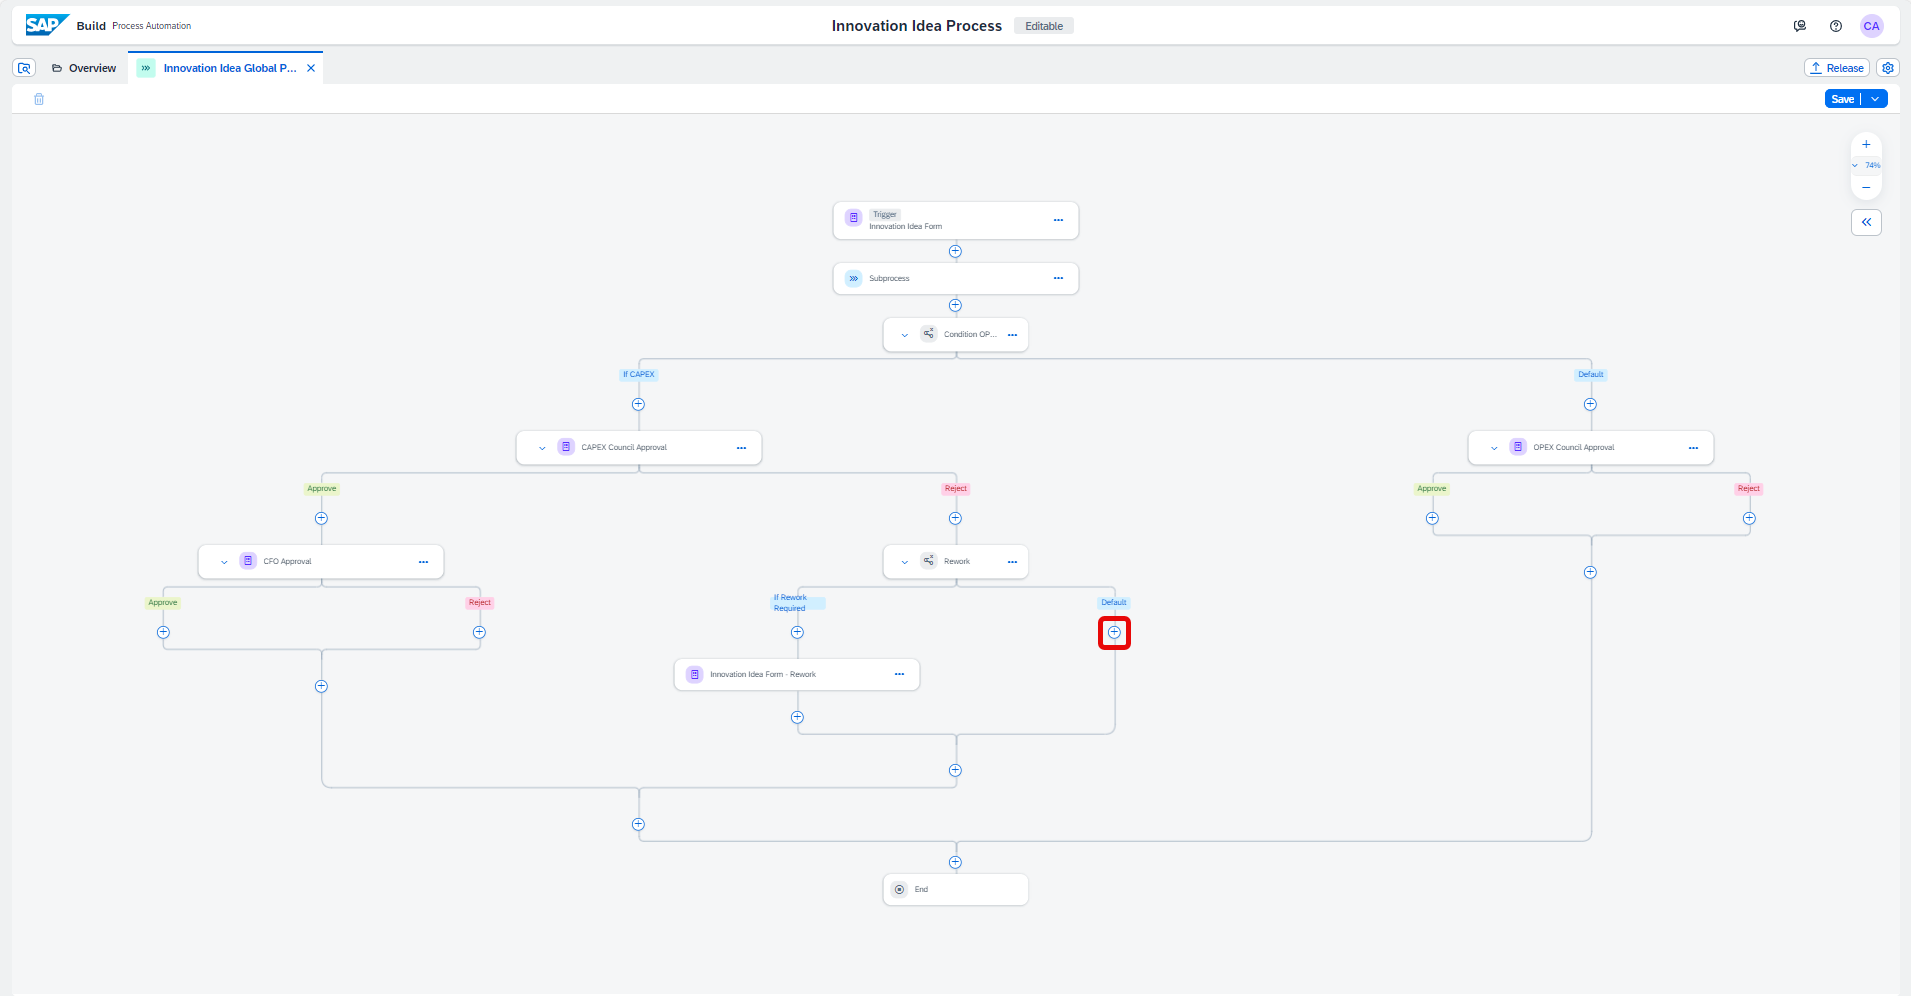 SAP Build Process Automation
Innovation Idea Process
Editable
CA
Overview
Innovation Idea Global P...
Release
Save
74%
Trigger
Innovation Idea Form
Subprocess
Condition OP...
If CAPEX
Default
CAPEX Council Approval
OPEX Council Approval
Approve
Reject
Approve
Reject
CFO Approval
Rework
Approve
Reject
If Rework
Required
Default
Innovation Idea Form - Rework
End